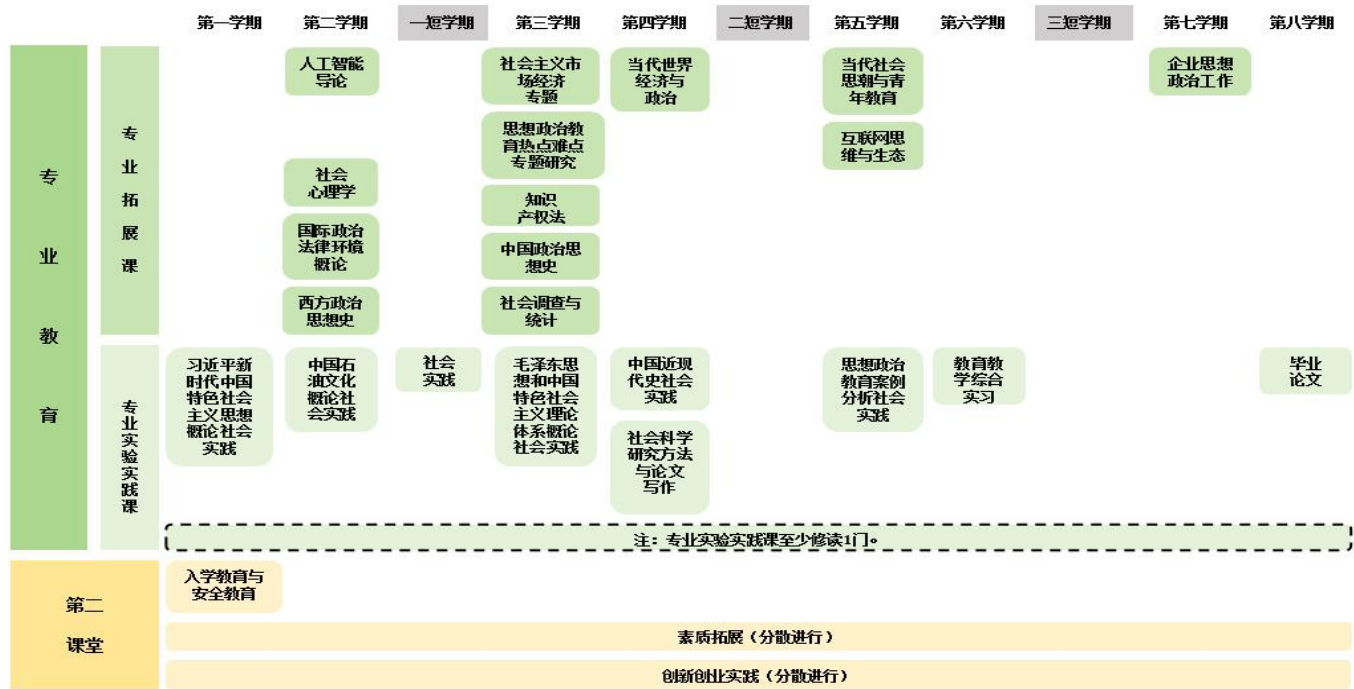 第一学期 第二学期 一短学期 第三学期 第四学期 二短学期 第五学期 第六学期 三短学期 第七学期 第八学期
专
业
教
育
专
业
拓
展
课
人工智能
导论
社会
心理学
国际政治
法律环境
概论
西方政治
思想史
社会主义市
场经济
专题
思想政治教
育热点难点
专题研究
知识
产权法
中国政治思
想史
社会调查与
统计
当代世界
经济与
政治
当代社会
思潮与青
年教育
互联网思
维与生态
企业思想
政治工作
专
业
实
验
实
践
课
习近平新
时代中国
特色社会
主义思想
概论社会
实践
中国石
油文化
概论社
会实践
社会
实践
毛泽东思
想和中国
特色社会
主义理论
体系概论
社会实践
中国近现
代史社会
实践
社会科学
研究方法
与论文
写作
思想政治
教育案例
分析社会
实践
教育教
学综合
实习
毕业
论文
注：专业实验实践课至少修读1门。
第二
课堂
入学教育与
安全教育
素质拓展（分散进行）
创新创业实践（分散进行）